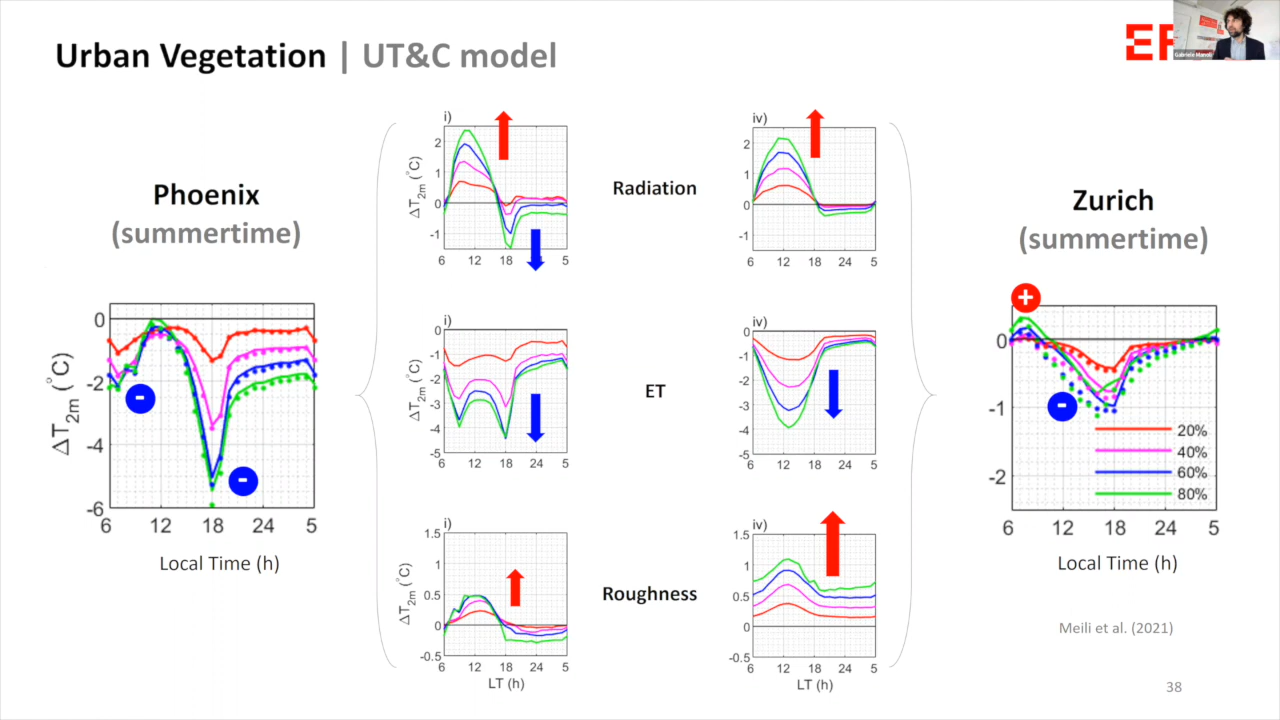 Urban Vegetation | UT&C model
EP
Gabriele Manoli
Phoenix
(summertime)
ΔT2m (°C)
0
-2
-4
-6
6 12 18 24 5
Local Time (h)
i)
ΔT2m (°C)
2
1
0
-1
6 12 18 24 5
Radiation
iv)
2
1
0
-1
6 12 18 24 5
i)
ΔT2m (°C)
0
-1
-2
-3
-4
-5
6 12 18 24 5
ET
iv)
0
-1
-2
-3
-4
-5
6 12 18 24 5
i)
ΔT2m (°C)
1.5
1
0.5
0
-0.5
6 12 18 24 5
LT (h)
Roughness
iv)
1.5
1
0.5
0
-0.5
6 12 18 24 5
LT (h)
Zurich
(summertime)
+
-
0
-1
-2
20%
40%
60%
80%
6 12 18 24 5
Local Time (h)
Meili et al. (2021)
38